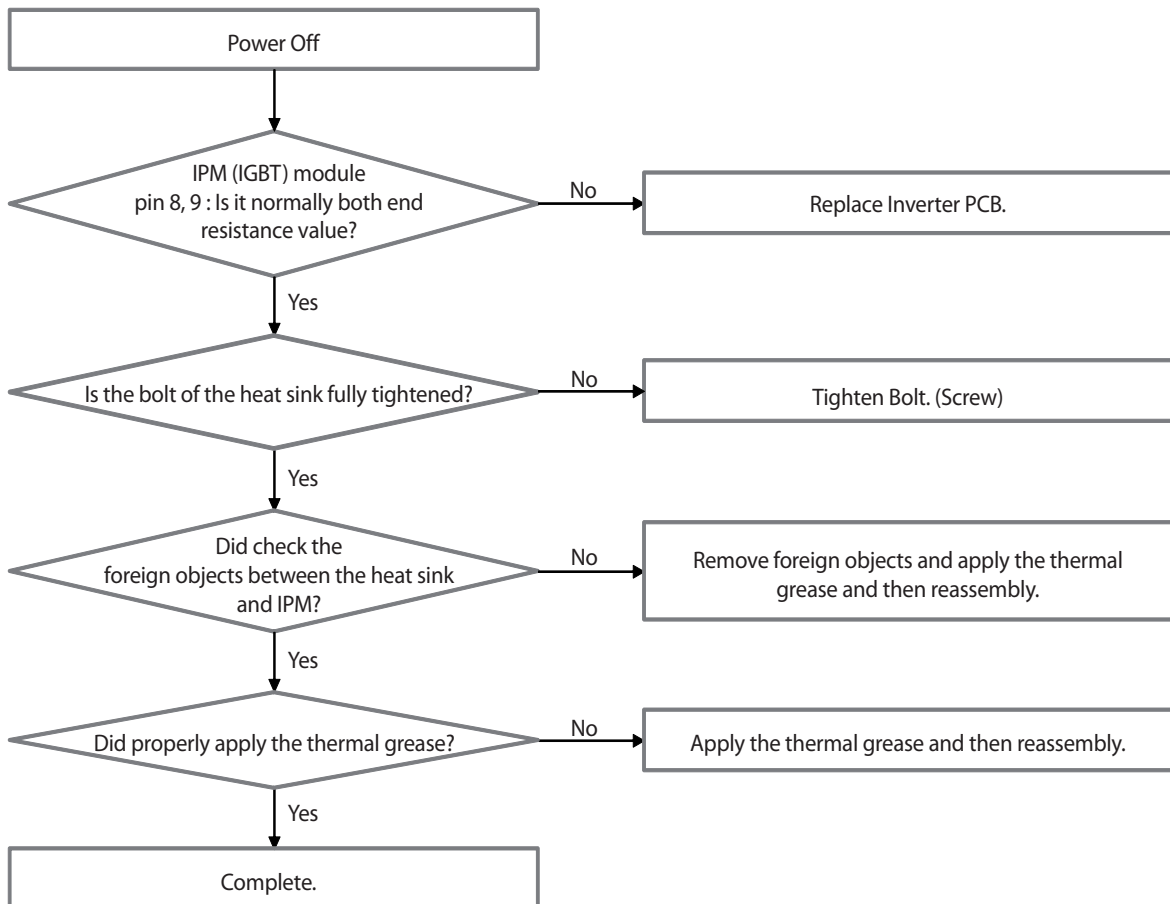 Power Off
IPM (IGBT) module
pin 8, 9 : Is it normally both end
resistance value?
No
Replace Inverter PCB.
Yes
Is the bolt of the heat sink fully tightened?
No
Tighten Bolt. (Screw)
Yes
Did check the
foreign objects between the heat sink
and IPM?
No
Remove foreign objects and apply the thermal
grease and then reassembly.
Yes
Did properly apply the thermal grease?
No
Apply the thermal grease and then reassembly.
Yes
Complete.